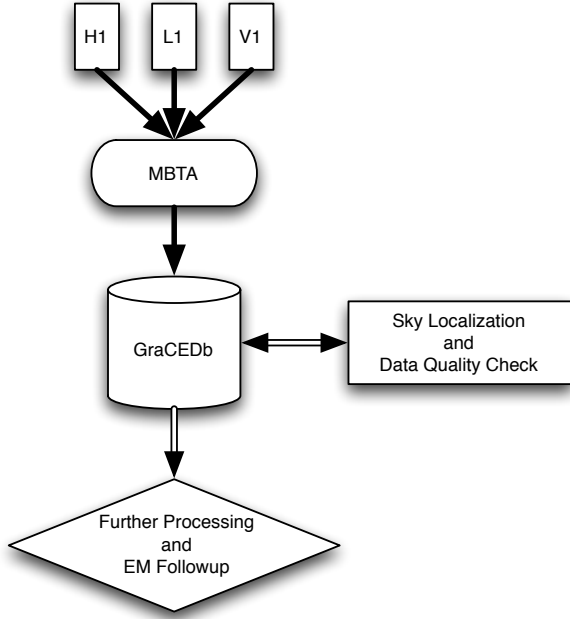 H1
L1
V1
MBTA
GraCEDb
Sky Localization
and
Data Quality Check
Further Processing
and
EM Followup